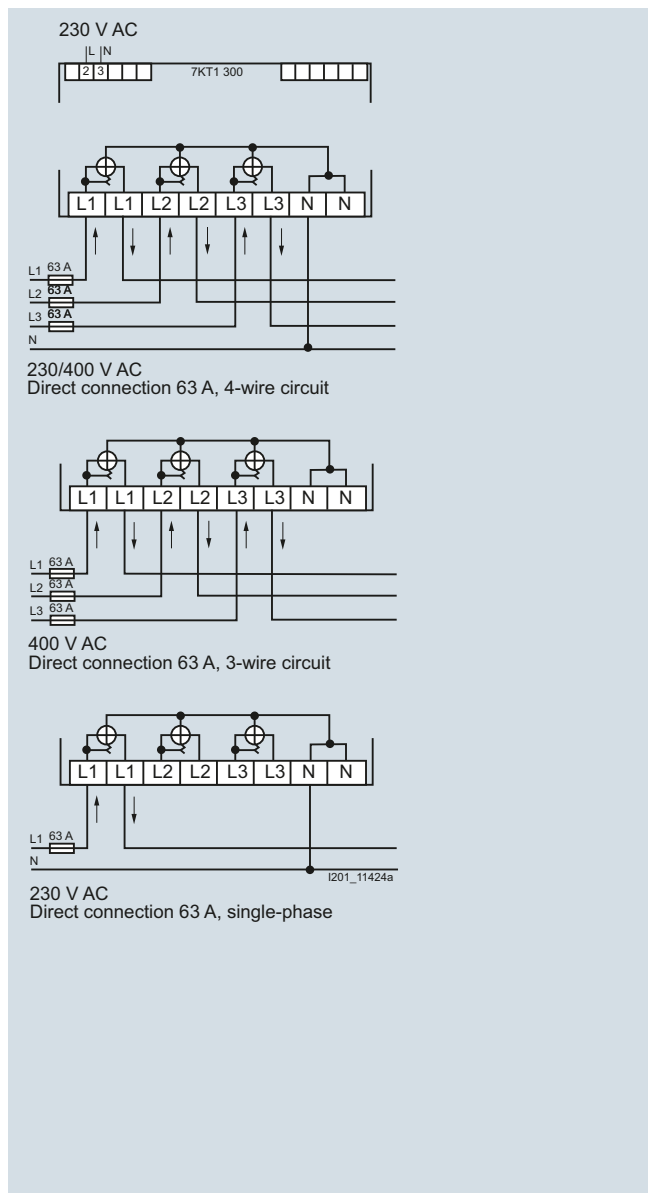 230 V AC
L N
2 3
7KT1 300
L1 L1 L2 L2 L3 L3 N N
L1 63 A
L2 63 A
L3 63 A
N
230/400 V AC
Direct connection 63 A, 4-wire circuit
L1 L1 L2 L2 L3 L3 N N
L1 63 A
L2 63 A
L3 63 A
400 V AC
Direct connection 63 A, 3-wire circuit
L1 L1 L2 L2 L3 L3 N N
L1 63 A
N
I201_11424a
230 V AC
Direct connection 63 A, single-phase